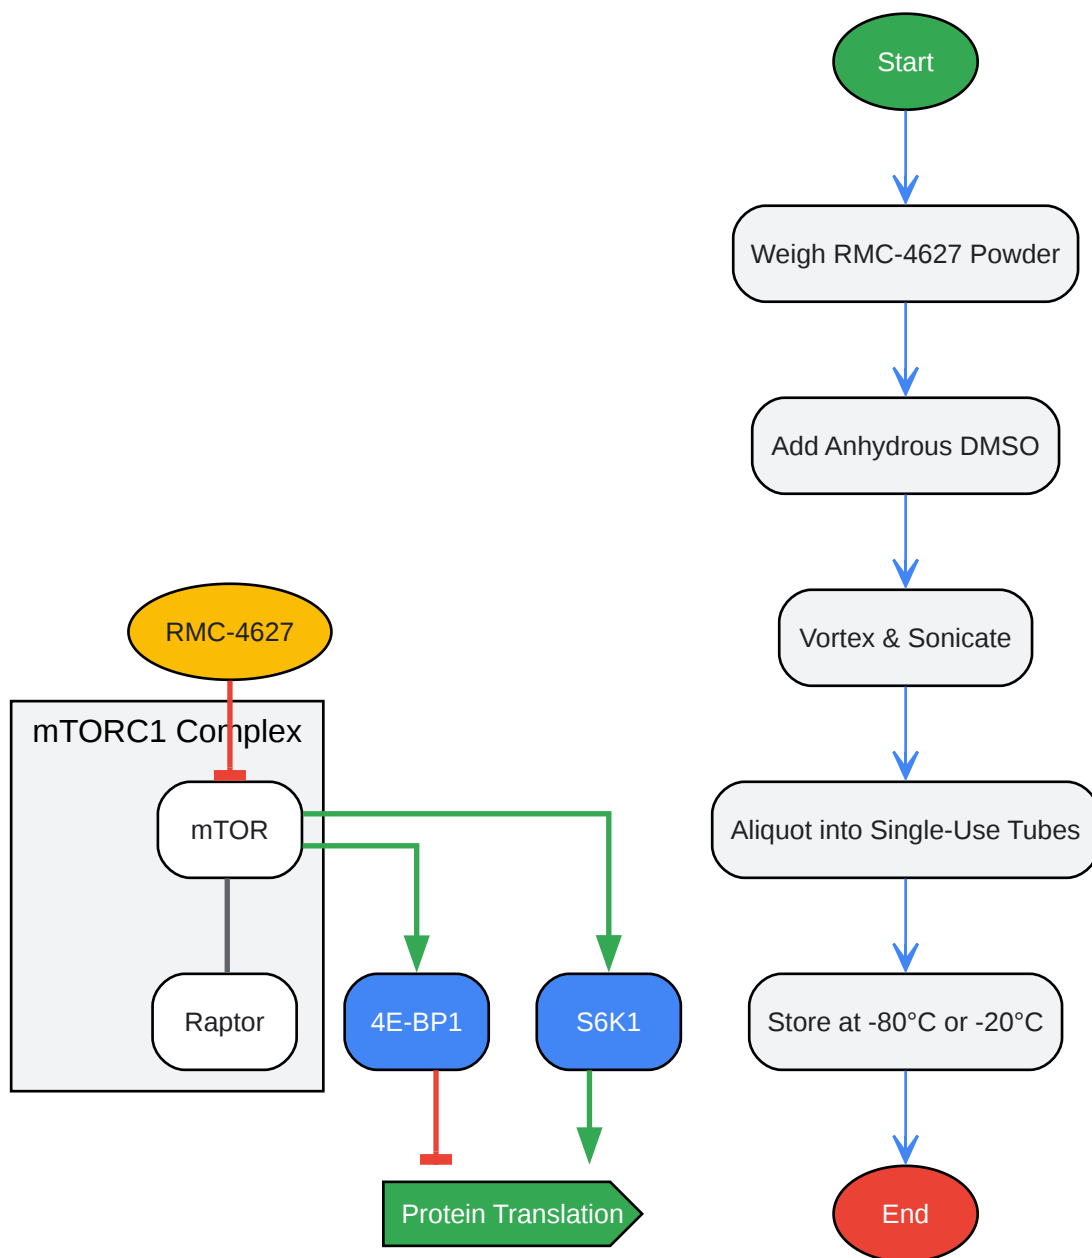 RMC-4627
mTORC1 Complex
mTOR
Raptor
4E-BP1
S6K1
Protein Translation
Start
Weigh RMC-4627 Powder
Add Anhydrous DMSO
Vortex & Sonicate
Aliquot into Single-Use Tubes
Store at -80°C or -20°C
End